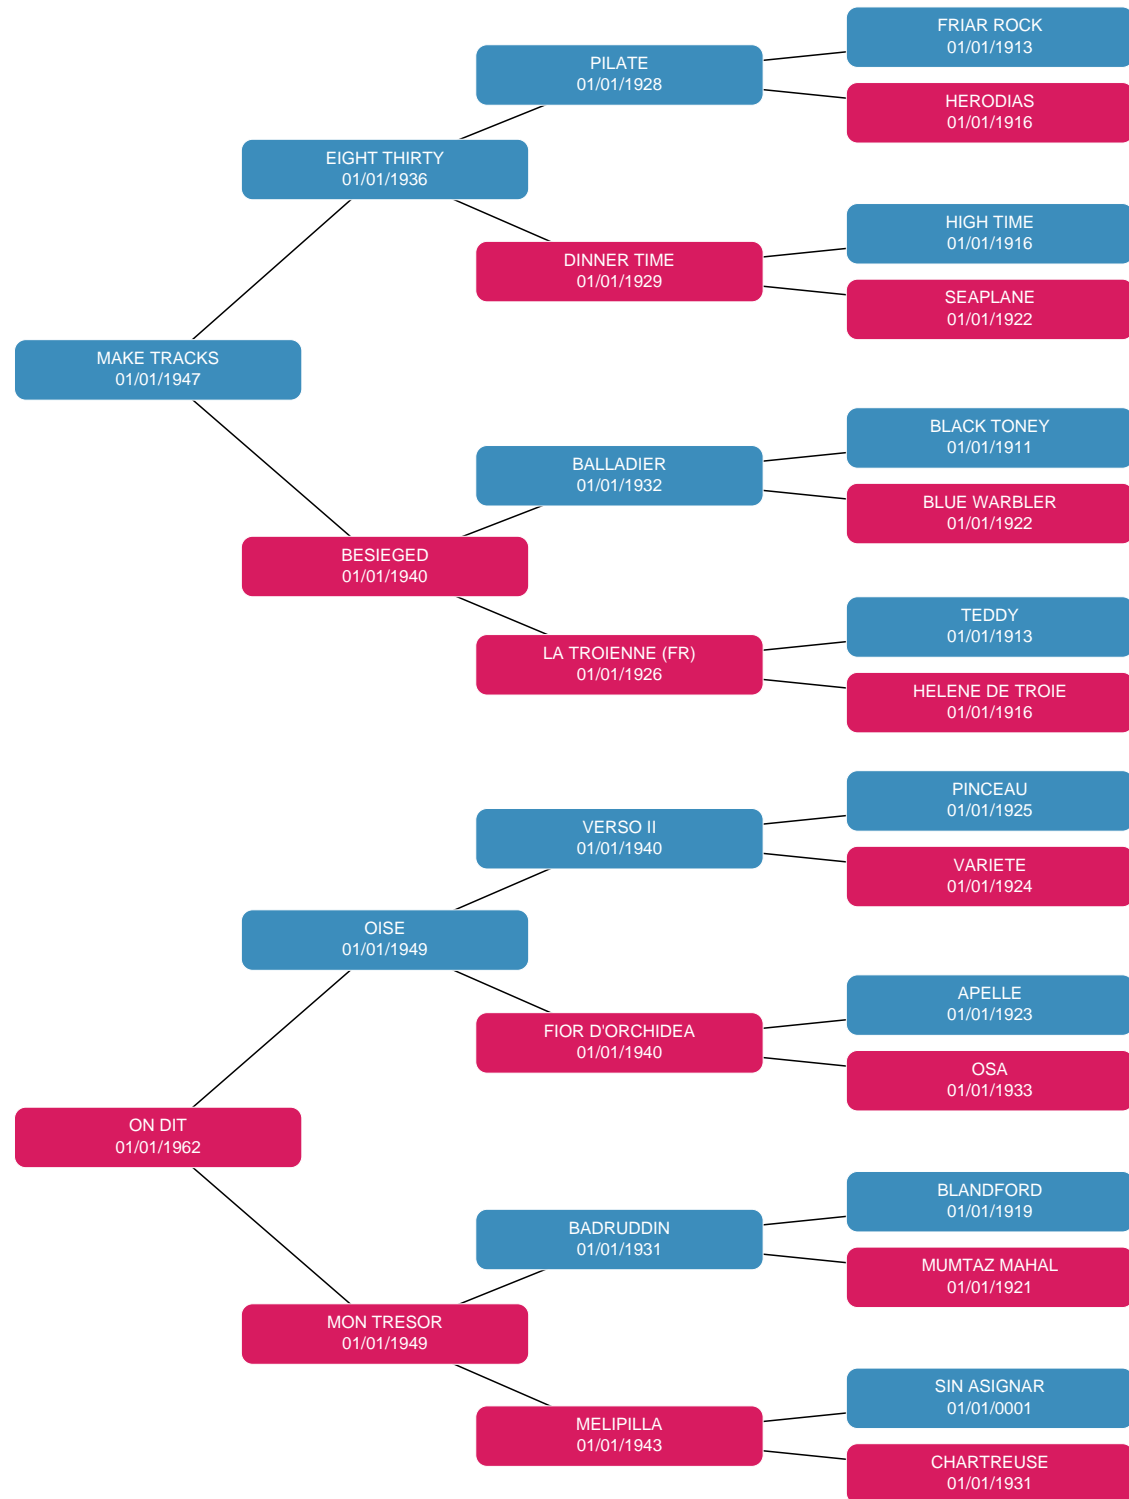 FRIAR ROCK
01/01/1913
PILATE
01/01/1928
HERODIAS
01/01/1916
EIGHT THIRTY
01/01/1936
HIGH TIME
01/01/1916
DINNER TIME
01/01/1929
SEAPLANE
01/01/1922
MAKE TRACKS
01/01/1947
BLACK TONEY
01/01/1911
BALLADIER
01/01/1932
BLUE WARBLER
01/01/1922
BESIEGED
01/01/1940
TEDDY
01/01/1913
LA TROIENNE (FR)
01/01/1926
HELENE DE TROIE
01/01/1916
PINCEAU
01/01/1925
VERSO II
01/01/1940
VARIETE
01/01/1924
OISE
01/01/1949
APELLE
01/01/1923
FIOR D'ORCHIDEA
01/01/1940
OSA
01/01/1933
ON DIT
01/01/1962
BLANDFORD
01/01/1919
BADRUDDIN
01/01/1931
MUMTAZ MAHAL
01/01/1921
MON TRESOR
01/01/1949
SIN ASIGNAR
01/01/0001
MELIPILLA
01/01/1943
CHARTREUSE
01/01/1931